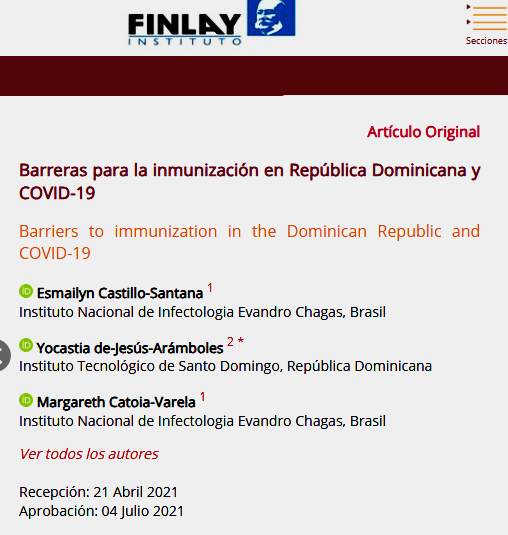 FINLAY
INSTITUTO
Secciones
Artículo Original
Barreras para la inmunización en República Dominicana y
COVID-19
Barriers to immunization in the Dominican Republic and
COVID-19
iD Esmailyn Castillo-Santana 1
Instituto Nacional de Infectologia Evandro Chagas, Brasil
iD Yocastia de-Jesús-Arámboles 2 *
Instituto Tecnológico de Santo Domingo, República Dominicana
iD Margareth Catoia-Varela 1
Instituto Nacional de Infectologia Evandro Chagas, Brasil
Ver todos los autores
Recepción: 21 Abril 2021
Aprobación: 04 Julio 2021